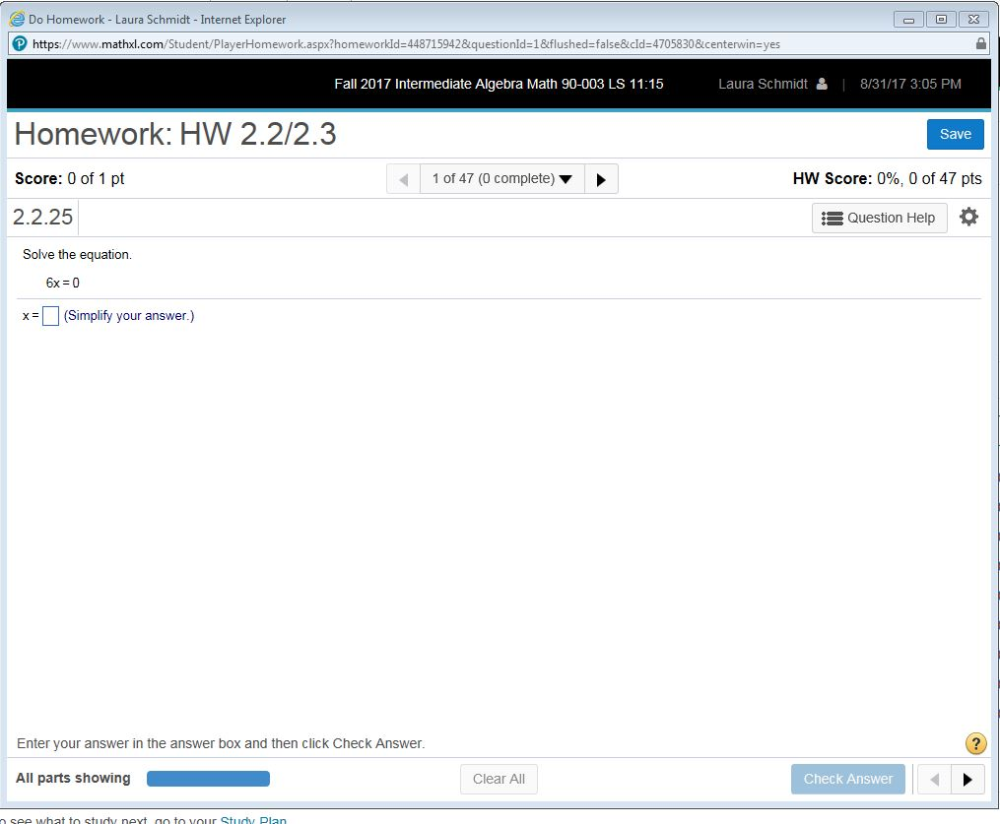 Do Homework - Laura Schmidt - Internet Explorer
https://www.mathxl.com/Student/PlayerHomework.aspx?homeworkId=448715942&questionId=1&flushed=false&cId=4705830&centerwin=yes
Fall 2017 Intermediate Algebra Math 90-003 LS 11:15 Laura Schmidt | 8/31/17 3:05 PM
Homework: HW 2.2/2.3 Save
Score: 0 of 1 pt 1 of 47 (0 complete) HW Score: 0%, 0 of 47 pts
2.2.25 Question Help
Solve the equation.
6x = 0
x = (Simplify your answer.)
Enter your answer in the answer box and then click Check Answer. ?
All parts showing Clear All Check Answer
o see what to study next, go to your Study Plan